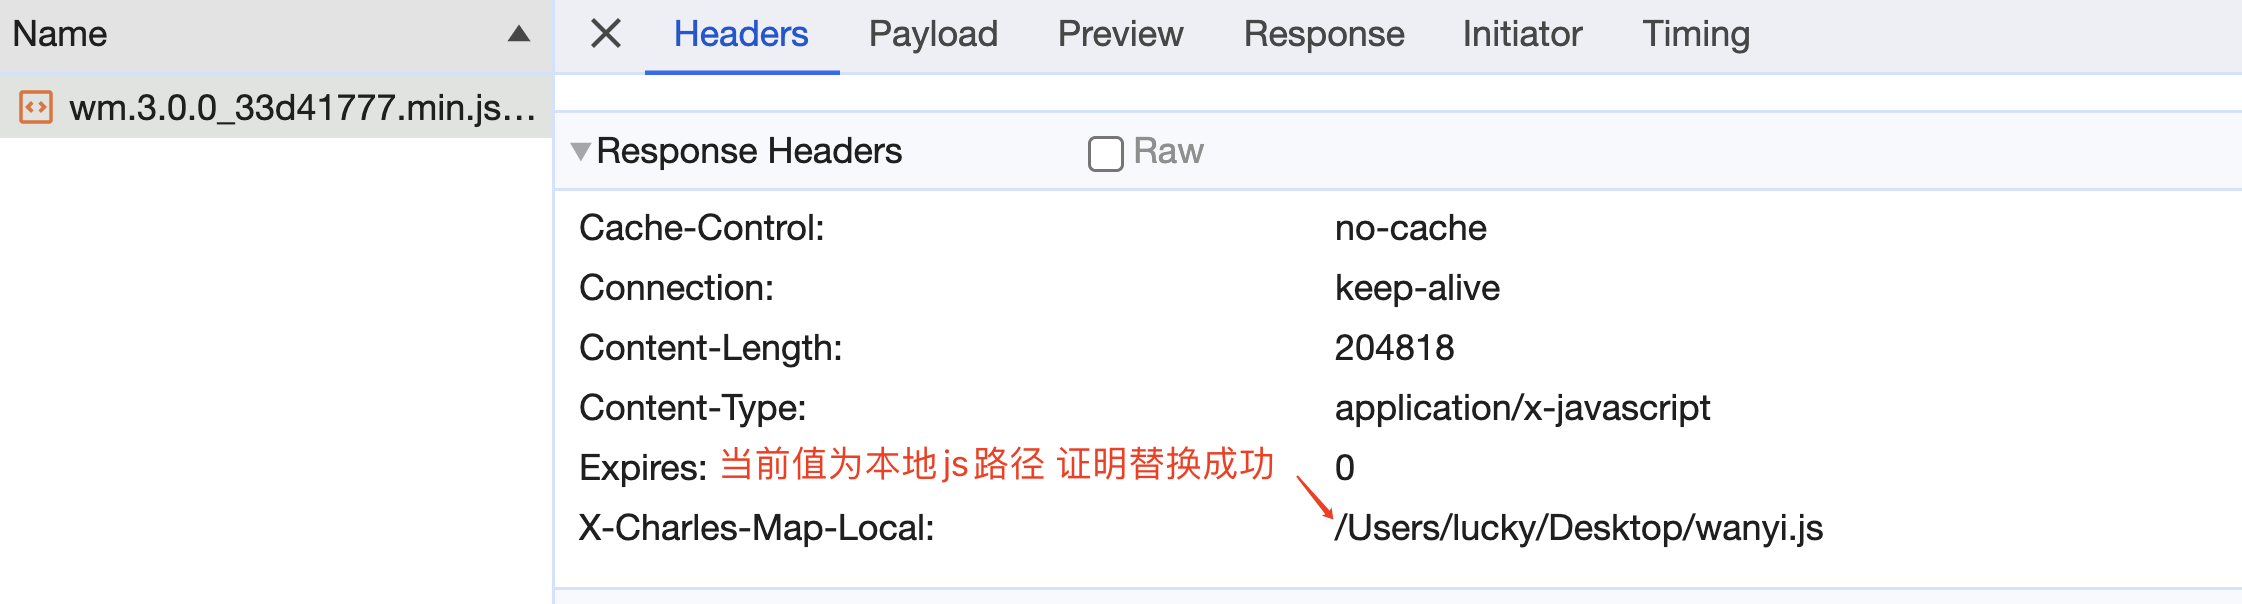 Name
Headers Payload Preview Response Initiator Timing
wm.3.0.0_33d41777.min.js...
Response Headers Raw
Cache-Control: no-cache
Connection: keep-alive
Content-Length: 204818
Content-Type: application/x-javascript
Expires: 当前值为本地js路径 证明替换成功 0
X-Charles-Map-Local: /Users/lucky/Desktop/wanyi.js